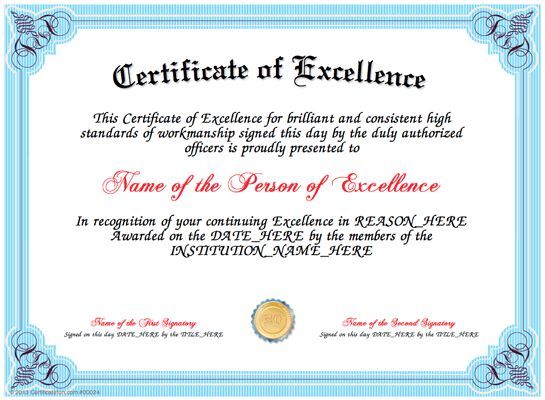 Certificate of Excellence
This Certificate of Excellence for brilliant and consistent high
standards of workmanship signed this day by the duly authorized
officers is proudly presented to
Name of the Person of Excellence
In recognition of your continuing Excellence in REASON_HERE
Awarded on the DATE_HERE by the members of the
INSTITUTION_NAME_HERE
Name of the First Signatory
Signed on this day DATE_HERE by the TITLE_HERE
Name of the Second Signatory
Signed on this day DATE_HERE by the TITLE_HERE